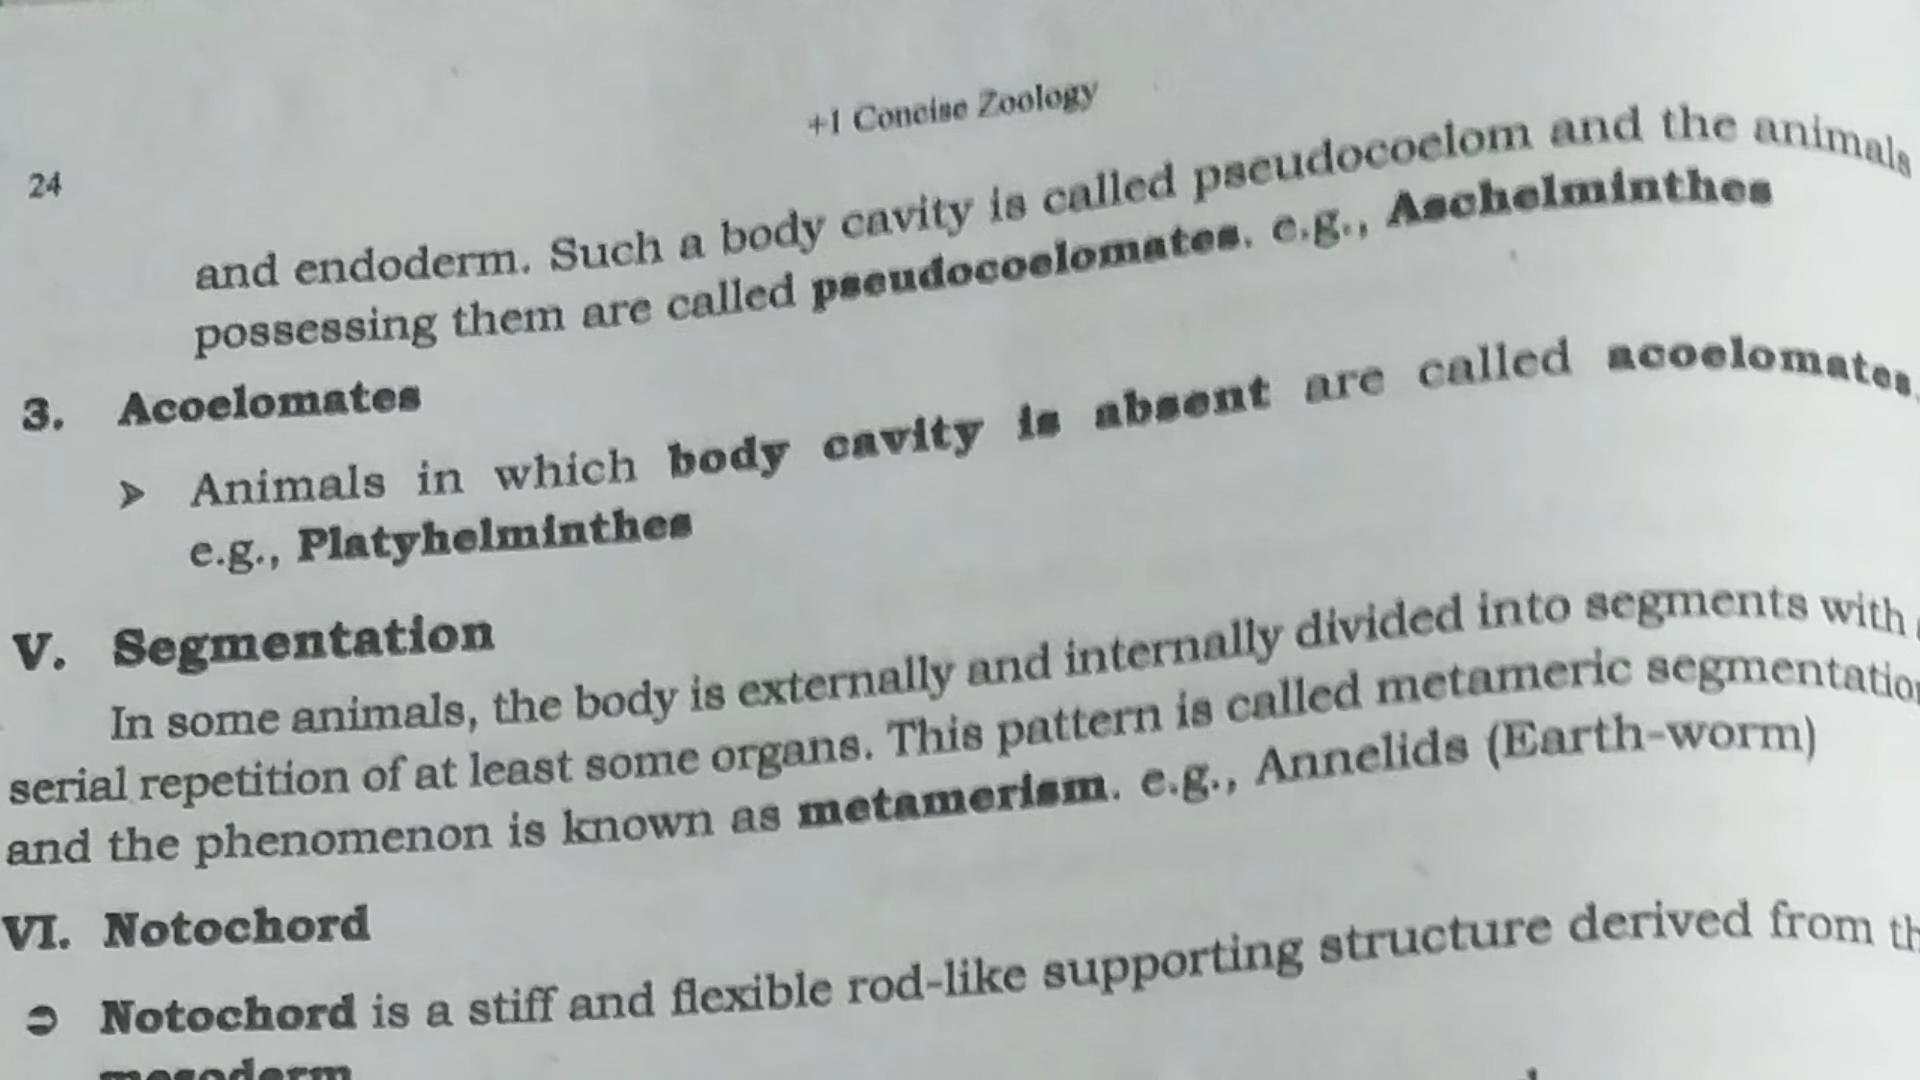 +1 Concise Zoology
24
and endoderm. Such a body cavity is called pseudocoelom and the animals
possessing them are called pseudocoelomates. e.g., Aschelminthes
3. Acoelomates
➤ Animals in which body cavity is absent are called acoelomates.
e.g., Platyhelminthes
V. Segmentation
In some animals, the body is externally and internally divided into segments with
serial repetition of at least some organs. This pattern is called metameric segmentation
and the phenomenon is known as metamerism. e.g., Annelids (Earth-worm)
VI. Notochord
➲ Notochord is a stiff and flexible rod-like supporting structure derived from th
mesoderm